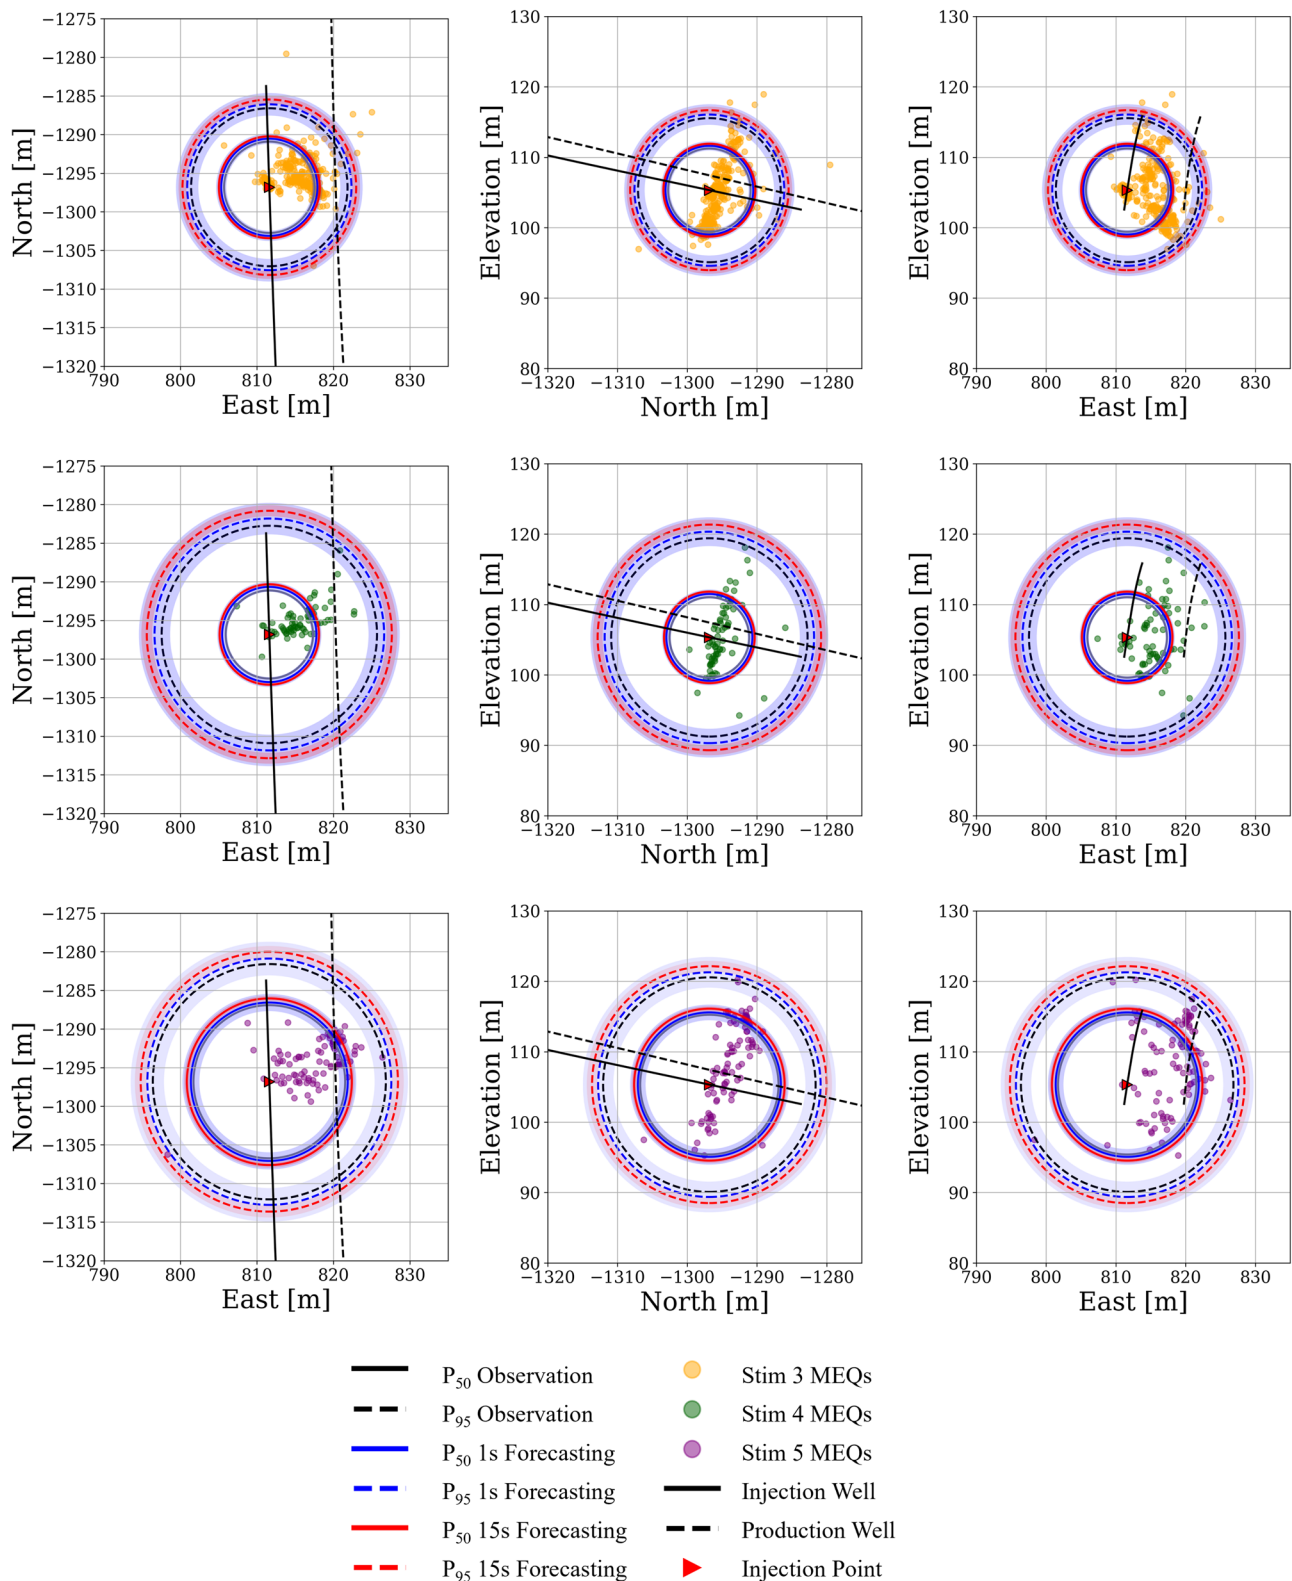 −1275
−1280
−1285
−1290
−1295
−1300
−1305
−1310
−1315
−1320
North [m]
790 800 810 820 830
East [m]
130
120
110
100
90
80
Elevation [m]
−1320 −1310 −1300 −1290 −1280
North [m]
130
120
110
100
90
80
Elevation [m]
790 800 810 820 830
East [m]
−1275
−1280
−1285
−1290
−1295
−1300
−1305
−1310
−1315
−1320
North [m]
790 800 810 820 830
East [m]
130
120
110
100
90
80
Elevation [m]
−1320 −1310 −1300 −1290 −1280
North [m]
130
120
110
100
90
80
Elevation [m]
790 800 810 820 830
East [m]
−1275
−1280
−1285
−1290
−1295
−1300
−1305
−1310
−1315
−1320
North [m]
790 800 810 820 830
East [m]
130
120
110
100
90
80
Elevation [m]
−1320 −1310 −1300 −1290 −1280
North [m]
130
120
110
100
90
80
Elevation [m]
790 800 810 820 830
East [m]
P50 Observation
P95 Observation
P50 1s Forecasting
P95 1s Forecasting
P50 15s Forecasting
P95 15s Forecasting
Stim 3 MEQs
Stim 4 MEQs
Stim 5 MEQs
Injection Well
Production Well
Injection Point